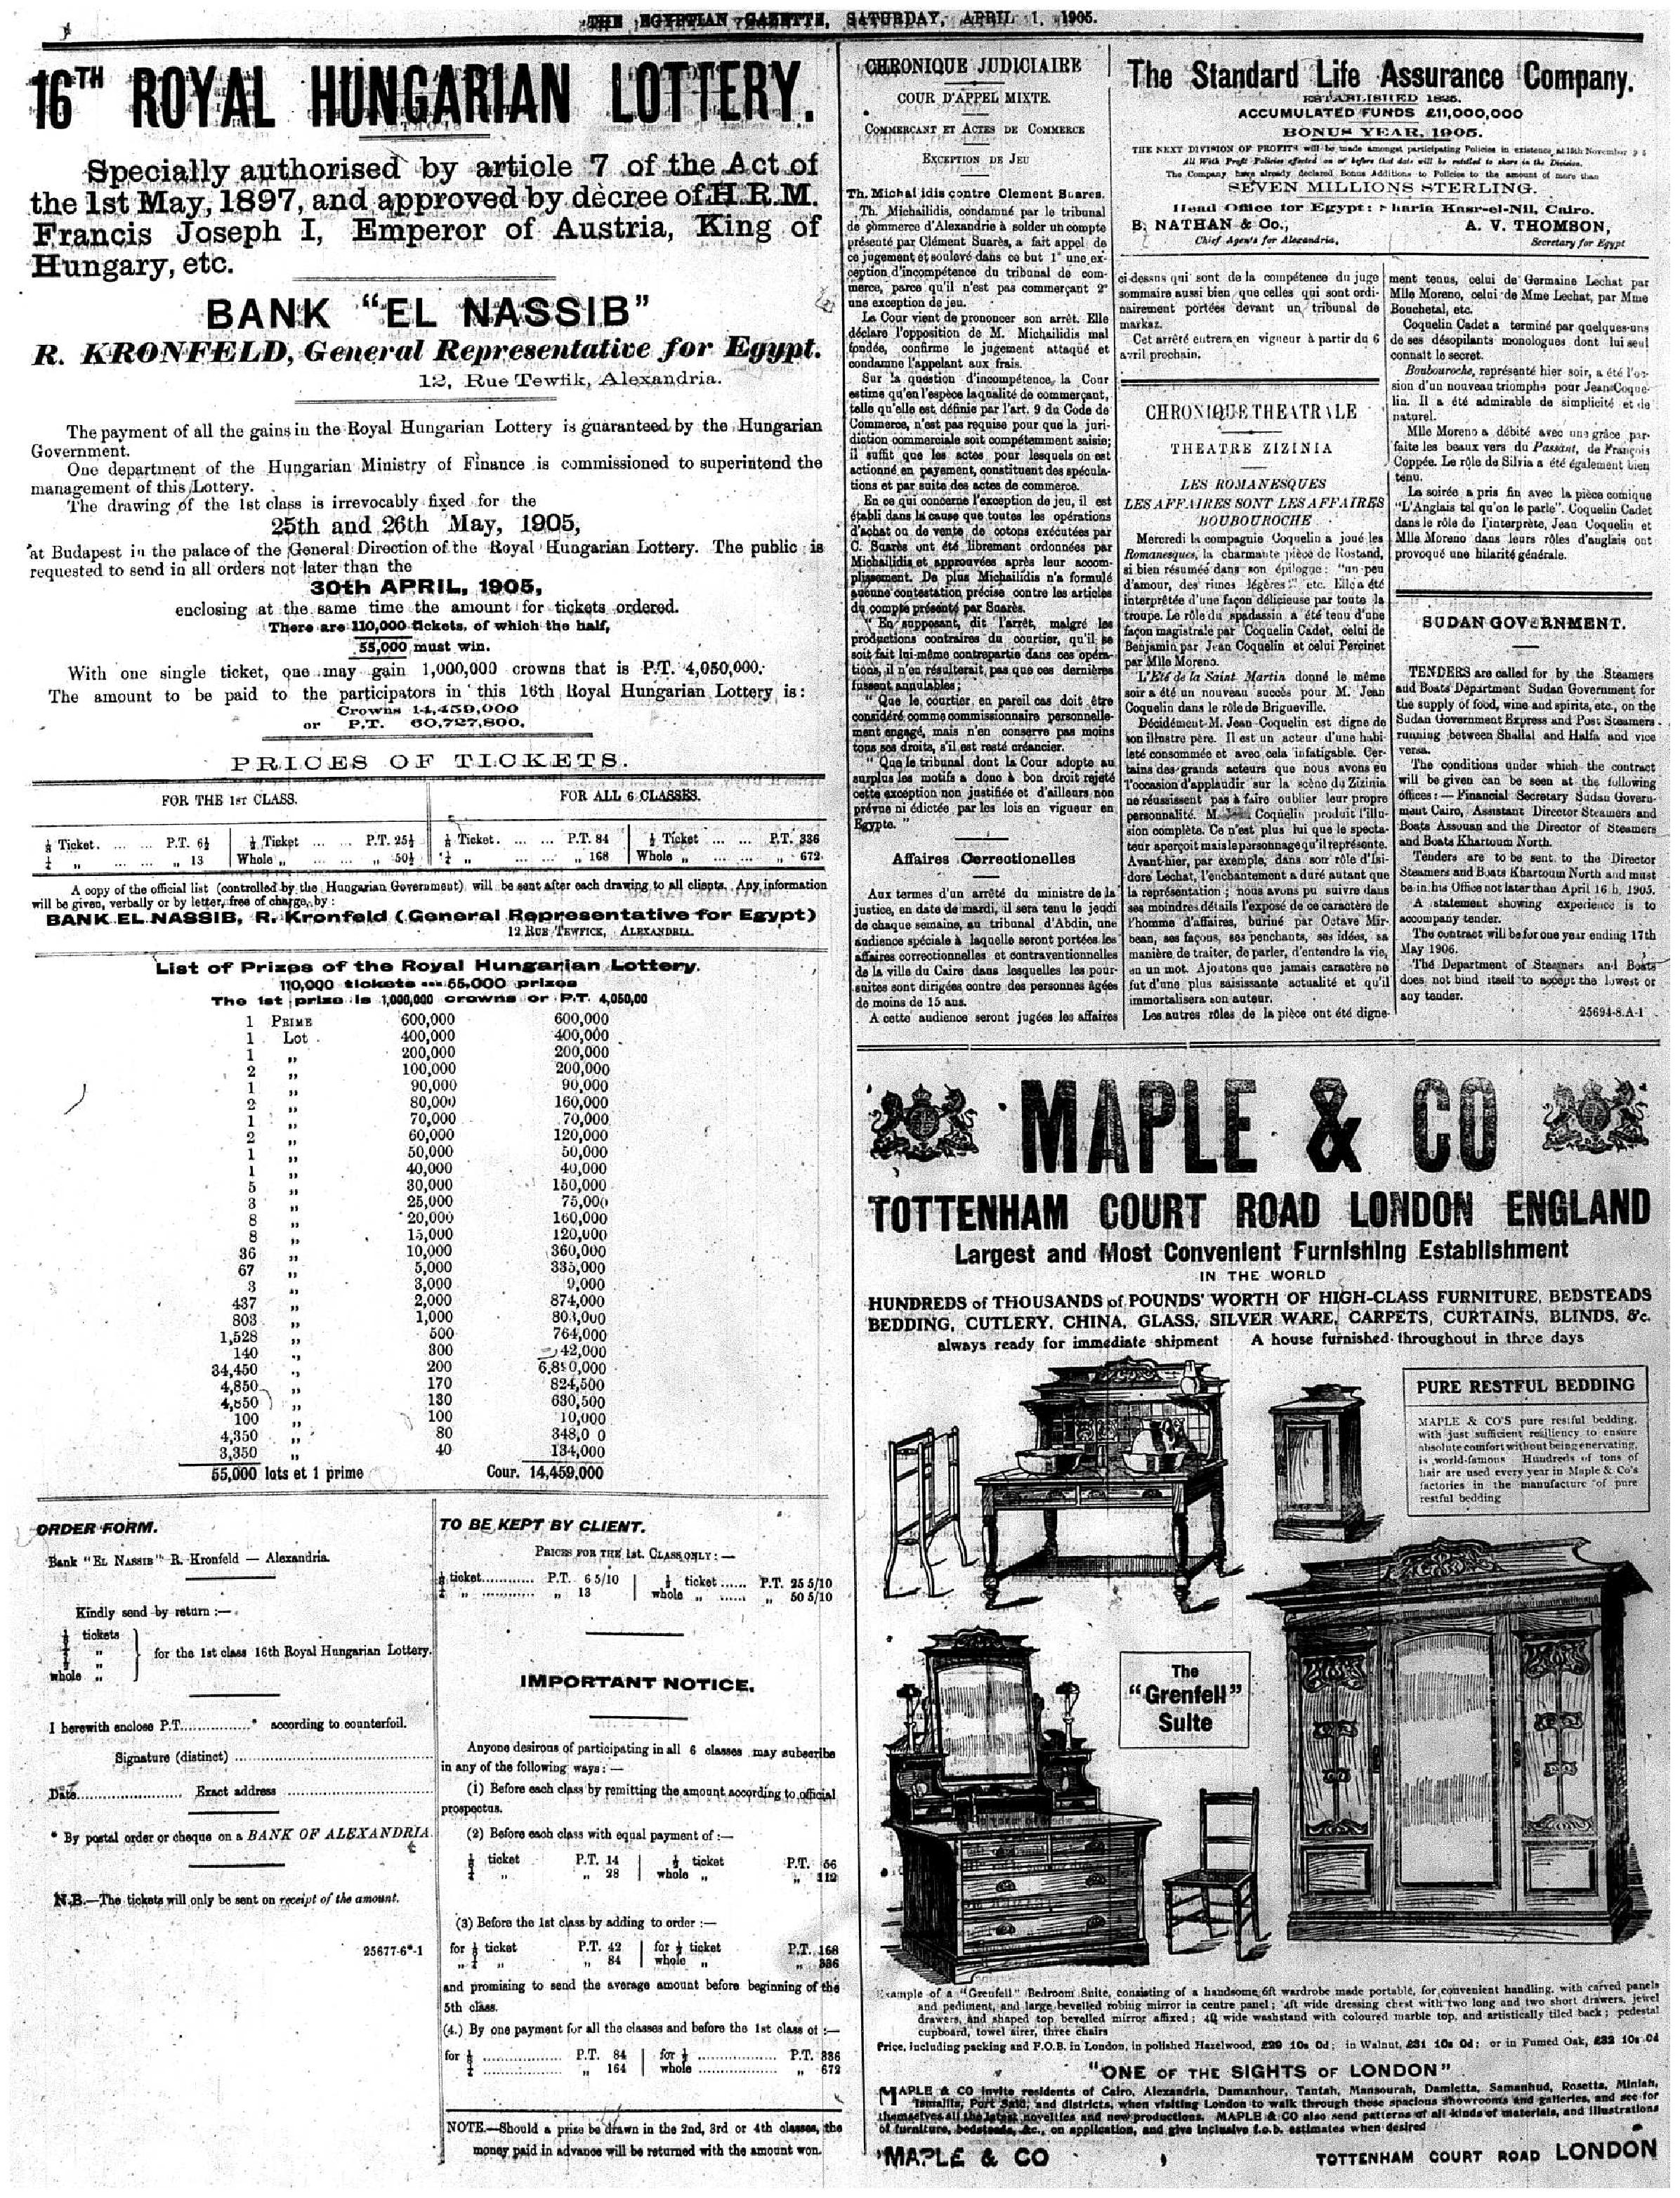 THE EGYPTIAN GAZETTE, SATURDAY, APRIL 1, 1905.
16TH ROYAL HUNGARIAN LOTTERY.
Specially authorised by article 7 of the Act of
the 1st May, 1897, and approved by decree of H.R.M.
Francis Joseph I, Emperor of Austria, King of
Hungary, etc.
BANK "EL NASSIB"
R. KRONFELD, General Representative for Egypt.
12, Rue Tewfik, Alexandria.
The payment of all the gains in the Royal Hungarian Lottery is guaranteed by the Hungarian
Government.
One department of the Hungarian Ministry of Finance is commissioned to superintend the
management of this Lottery.
The drawing of the 1st class is irrevocably fixed for the
25th and 26th May, 1905,
at Budapest in the palace of the General Direction of the Royal Hungarian Lottery. The public is
requested to send in all orders not later than the
30th APRIL, 1905,
enclosing at the same time the amount for tickets ordered.
There are 110,000 tickets, of which the half,
55,000 must win.
With one single ticket, one may gain 1,000,000 crowns that is P.T. 4,050,000.
The amount to be paid to the participators in this 16th Royal Hungarian Lottery is:
Crowns 14,459,000
or P.T. 60,727,800.
PRICES OF TICKETS.
FOR THE 1ST CLASS. FOR ALL 6 CLASSES.
⅛ Ticket. ... ... P.T. 6½ ½ Ticket ... ... P.T. 25½ ⅛ Ticket. ... ... P.T. 84 ½ Ticket ... ... P.T. 336
¼ „ ... ... „ 13 Whole „ ... ... „ 50½ ¼ „ ... ... „ 168 Whole „ ... ... „ 672
A copy of the official list (controlled by the Hungarian Government) will be sent after each drawing to all clients. Any information
will be given, verbally or by letter, free of charge, by:
BANK EL NASSIB, R. Kronfeld (General Representative for Egypt)
12 RUE TEWFICK, ALEXANDRIA.
List of Prizes of the Royal Hungarian Lottery.
110,000 tickets — 55,000 prizes
The 1st prize is 1,000,000 crowns or P.T. 4,050,00
1 PRIME 600,000 600,000
1 Lot 400,000 400,000
1 „ 200,000 200,000
2 „ 100,000 200,000
1 „ 90,000 90,000
2 „ 80,000 160,000
1 „ 70,000 70,000
2 „ 60,000 120,000
1 „ 50,000 50,000
1 „ 40,000 40,000
5 „ 30,000 150,000
3 „ 25,000 75,000
8 „ 20,000 160,000
8 „ 15,000 120,000
36 „ 10,000 360,000
67 „ 5,000 335,000
3 „ 3,000 9,000
437 „ 2,000 874,000
803 „ 1,000 803,000
1,528 „ 500 764,000
140 „ 300 42,000
34,450 „ 200 6,890,000
4,850 „ 170 824,500
4,850 „ 130 630,500
100 „ 100 10,000
4,350 „ 80 348,0 0
3,350 „ 40 134,000
55,000 lots et 1 prime Cour. 14,459,000
ORDER FORM.
Bank "EL NASSIB" R. Kronfeld — Alexandria.
Kindly send by return :—
⅛ tickets
¼ „
½ „
whole „
for the 1st class 16th Royal Hungarian Lottery.
I herewith enclose P.T...............* according to counterfoil.
Signature (distinct) ..............................
Date...................... Exact address ......................
* By postal order or cheque on a BANK OF ALEXANDRIA
N.B.—The tickets will only be sent on receipt of the amount.
25677-6*-1
TO BE KEPT BY CLIENT.
PRICES FOR THE 1st. CLASS ONLY: —
⅛ ticket............ P.T. 6 5/10 ½ ticket ...... P.T. 25 5/10
¼ „ ............... „ 13 whole „ ...... „ 50 5/10
IMPORTANT NOTICE.
Anyone desirous of participating in all 6 classes may subscribe
in any of the following ways: —
(1) Before each class by remitting the amount according to official
prospectus.
(2) Before each class with equal payment of :—
⅛ ticket P.T. 14 ½ ticket P.T. 56
¼ „ „ 28 whole „ „ 112
(3) Before the 1st class by adding to order :—
for ⅛ ticket P.T. 42 for ½ ticket P.T. 168
„ ¼ „ „ 84 whole „ „ 336
and promising to send the average amount before beginning of the
5th class.
(4.) By one payment for all the classes and before the 1st class of :—
for ⅛ .................. P.T. 84 for ½ .................. P.T. 336
¼ .................. „ 164 whole .................. „ 672
NOTE.—Should a prize be drawn in the 2nd, 3rd or 4th classes, the
money paid in advance will be returned with the amount won.
CHRONIQUE JUDICIAIRE
COUR D'APPEL MIXTE.
COMMERCANT ET ACTES DE COMMERCE
EXCEPTION DE JEU
Th. Michaïlidis contre Clement Suares.
Th. Michaïlidis, condamné par le tribunal
de commerce d'Alexandrie à solder un compte
présenté par Clément Suarès, a fait appel de
ce jugement et soulevé dans ce but 1° une ex-
ception d'incompétence du tribunal de com-
merce, parce qu'il n'est pas commerçant 2°
une exception de jeu.
La Cour vient de prononcer son arrêt. Elle
déclare l'opposition de M. Michaïlidis mal
fondée, confirme le jugement attaqué et
condamne l'appelant aux frais.
Sur la question d'incompétence, la Cour
estime qu'en l'espèce la qualité de commerçant,
telle qu'elle est définie par l'art. 9 du Code de
Commerce, n'est pas requise pour que la juri-
diction commerciale soit compétemment saisie;
il suffit que les actes pour lesquels on est
actionné en payement, constituent des spécula-
tions et par suite des actes de commerce.
En ce qui concerne l'exception de jeu, il est
établi dans la cause que toutes les opérations
d'achat ou de vente de cotons exécutées par
C. Suarès ont été librement ordonnées par
Michaïlidis et approuvées après leur accom-
plissement. De plus Michaïlidis n'a formulé
aucune contestation précise contre les articles
du compte présenté par Suarès.
" En supposant, dit l'arrêt, malgré les
productions contraires du courtier, qu'il se
soit fait lui-même contrepartie dans ces opéra-
tions, il n'en résulterait pas que ces dernières
fussent annulables;
" Que le courtier en pareil cas doit être
considéré comme commissionnaire personnelle-
ment engagé, mais n'en conserve pas moins
tous ses droits, s'il est resté créancier.
" Que le tribunal dont la Cour adopte au
surplus les motifs a donc à bon droit rejeté
cette exception non justifiée et d'ailleurs non
prévue ni édictée par les lois en vigueur en
Egypte. "
Affaires Correctionelles
Aux termes d'un arrêté du ministre de la
justice, en date de mardi, il sera tenu le jeudi
de chaque semaine, au tribunal d'Abdin, une
audience spéciale à laquelle seront portées les
affaires correctionnelles et contraventionnelles
de la ville du Caire dans lesquelles les pour-
suites sont dirigées contre des personnes âgées
de moins de 15 ans.
A cette audience seront jugées les affaires
The Standard Life Assurance Company.
ESTABLISHED 1825.
ACCUMULATED FUNDS £11,000,000
BONUS YEAR, 1905.
THE NEXT DIVISION OF PROFITS will be made amongst participating Policies in existence at 15th November
All With Profit Policies effected on or before that date will be entitled to share in the Division.
The Company have already declared Bonus Additions to Policies to the amount of more than
SEVEN MILLIONS STERLING.
Head Office for Egypt: Sharia Kasr-el-Nil, Cairo.
B. NATHAN & Co., A. V. THOMSON,
Chief Agents for Alexandria, Secretary for Egypt
ci-dessus qui sont de la compétence du juge
sommaire aussi bien que celles qui sont ordi-
nairement portées devant un tribunal de
markaz.
Cet arrêté entrera en vigueur à partir du 6
avril prochain.
CHRONIQUE THEATRALE
THEATRE ZIZINIA
LES ROMANESQUES
LES AFFAIRES SONT LES AFFAIRES
BOUBOUROCHE
Mercredi la compagnie Coquelin a joué les
Romanesques, la charmante pièce de Rostand,
si bien résumée dans son épilogue: "un peu
d'amour, des rimes légères" etc. Elle a été
interprêtée d'une façon délicieuse par toute la
troupe. Le rôle du spadassin a été tenu d'une
façon magistrale par Coquelin Cadet, celui de
Benjamin par Jean Coquelin et celui Percinet
par Mlle Moreno.
L'Eté de la Saint Martin donné le même
soir a été un nouveau succès pour M. Jean
Coquelin dans le rôle de Brigueville.
Décidément M. Jean Coquelin est digne de
son illustre père. Il est un acteur d'une habi-
leté consommée et avec cela infatigable. Cer-
tains des grands acteurs que nous avons eu
l'occasion d'applaudir sur la scène du Zizinia
ne réussissent pas à faire oublier leur propre
personnalité. M. Jean Coquelin produit l'illu-
sion complète. Ce n'est plus lui que le specta-
teur aperçoit mais le personnage qu'il représente.
Avant-hier, par exemple, dans son rôle d'Isi-
dore Lechat, l'enchantement a duré autant que
la représentation; nous avons pu suivre dans
ses moindres détails l'exposé de ce caractère de
l'homme d'affaires, buriné par Octave Mir-
beau, ses façons, ses penchants, ses idées, sa
manière de traiter, de parler, d'entendre la vie,
en un mot. Ajoutons que jamais caractère ne
fut d'une plus saisissante actualité et qu'il
immortalisera son auteur.
Les autres rôles de la pièce ont été digne-
ment tenus, celui de Germaine Lechat par
Mlle Moreno, celui de Mme Lechat, par Mme
Bouchetal, etc.
Coquelin Cadet a terminé par quelques-uns
de ses désopilants monologues dont lui seul
connaît le secret.
Boubouroche, représenté hier soir, a été l'oc-
sion d'un nouveau triomphe pour Jean Coque-
lin. Il a été admirable de simplicité et de
naturel.
Mlle Moreno a débité avec une grâce par-
faite les beaux vers du Passant, de François
Coppée. Le rôle de Silvia a été également bien
tenu.
La soirée a pris fin avec la pièce comique
"L'Anglais tel qu'on le parle". Coquelin Cadet
dans le rôle de l'interprète, Jean Coquelin et
Mlle Moreno dans leurs rôles d'anglais ont
provoqué une hilarité générale.
SUDAN GOVERNMENT.
TENDERS are called for by the Steamers
and Boats Department Sudan Government for
the supply of food, wine and spirits, etc., on the
Sudan Government Express and Post Steamers
running between Shallal and Halfa and vice
versa.
The conditions under which the contract
will be given can be seen at the following
offices: — Financial Secretary Sudan Govern-
ment Cairo, Assistant Director Steamers and
Boats Assouan and the Director of Steamers
and Boats Khartoum North.
Tenders are to be sent to the Director
Steamers and Boats Khartoum North and must
be in his Office not later than April 16 h, 1905.
A statement showing experience is to
accompany tender.
The contract will be for one year ending 17th
May 1906.
The Department of Steamers and Boats
does not bind itself to accept the lowest or
any tender.
25694-8.A-1
MAPLE & CO
TOTTENHAM COURT ROAD LONDON ENGLAND
Largest and Most Convenient Furnishing Establishment
IN THE WORLD
HUNDREDS of THOUSANDS of POUNDS' WORTH OF HIGH-CLASS FURNITURE, BEDSTEADS
BEDDING, CUTLERY, CHINA, GLASS, SILVER WARE, CARPETS, CURTAINS, BLINDS, &c.
always ready for immediate shipment A house furnished throughout in three days
PURE RESTFUL BEDDING
MAPLE & CO'S pure restful bedding,
with just sufficient resiliency to ensure
absolute comfort without being enervating,
is world-famous Hundreds of tons of
hair are used every year in Maple & Co's
factories in the manufacture of pure
restful bedding
The
"Grenfell"
Suite
Example of a "Grenfell" Bedroom Suite, consisting of a handsome 6ft wardrobe made portable, for convenient handling, with carved panels
and pediment, and large bevelled robing mirror in centre panel; 4ft wide dressing chest with two long and two short drawers, jewel
drawers, and shaped top bevelled mirror affixed; 4ft wide washstand with coloured marble top, and artistically tiled back; pedestal
cupboard, towel airer, three chairs
Price, including packing and F.O.B. in London, in polished Hazelwood, £29 10s 0d; in Walnut, £31 10s 0d; or in Fumed Oak, £32 10s 0d
"ONE OF THE SIGHTS OF LONDON"
MAPLE & CO invite residents of Cairo, Alexandria, Damanhour, Tantah, Mansourah, Damietta, Samanhud, Rosetta, Miniah,
Ismailia, Port Said, and districts, when visiting London to walk through those spacious showrooms and galleries, and see for
themselves all the latest novelties and new productions. MAPLE & CO also send patterns of all kinds of materials, and illustrations
of furniture, bedsteads, &c., on application, and give inclusive f.o.b. estimates when desired
MAPLE & CO TOTTENHAM COURT ROAD LONDON